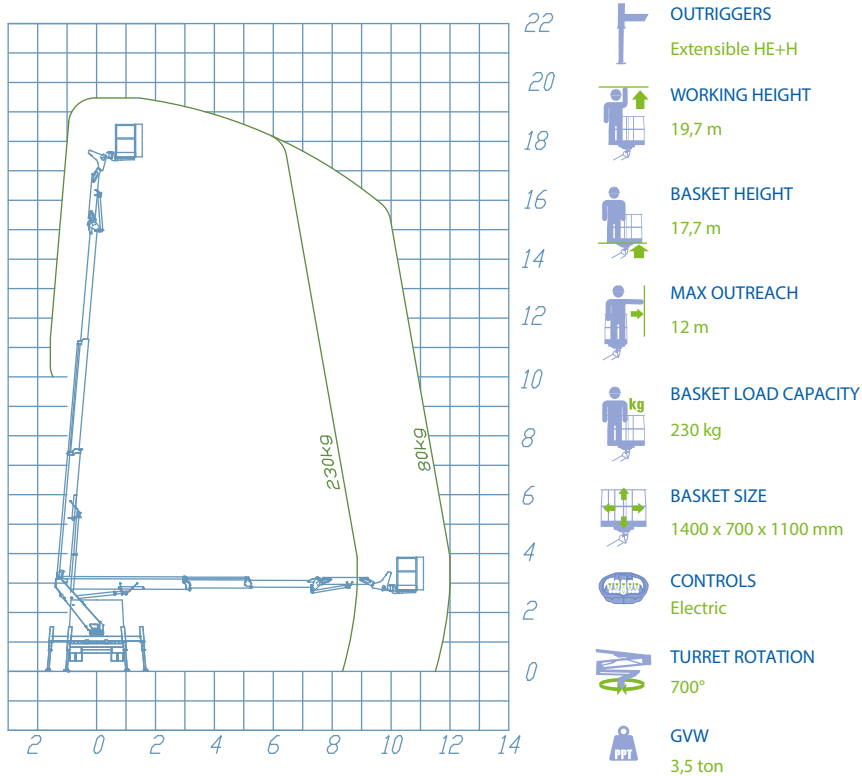 22
20
18
16
14
12
10
8
6
4
2
0
2 0 2 4 6 8 10 12 14
230kg
80kg
OUTRIGGERS
Extensible HE+H
WORKING HEIGHT
19,7 m
BASKET HEIGHT
17,7 m
MAX OUTREACH
12 m
kg
BASKET LOAD CAPACITY
230 kg
BASKET SIZE
1400 x 700 x 1100 mm
CONTROLS
Electric
TURRET ROTATION
700°
PPT
GVW
3,5 ton